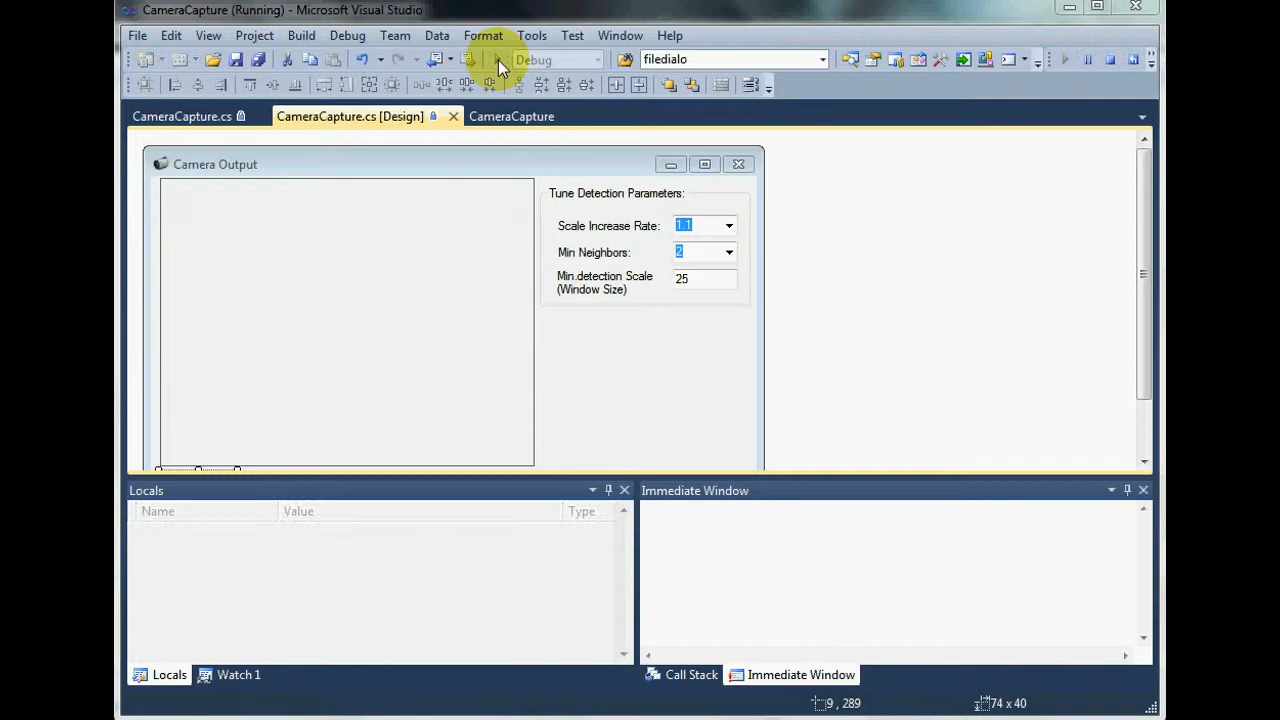 CameraCapture (Running) - Microsoft Visual Studio
File Edit View Project Build Debug Team Data Format Tools Test Window Help
Debug filedialo
CameraCapture.cs CameraCapture.cs [Design] CameraCapture
Camera Output
Tune Detection Parameters:
Scale Increase Rate: 1.1
Min Neighbors: 2
Min.detection Scale 25
(Window Size)
Locals Immediate Window
Name Value Type
Locals Watch 1 Call Stack Immediate Window
9 , 289 74 x 40